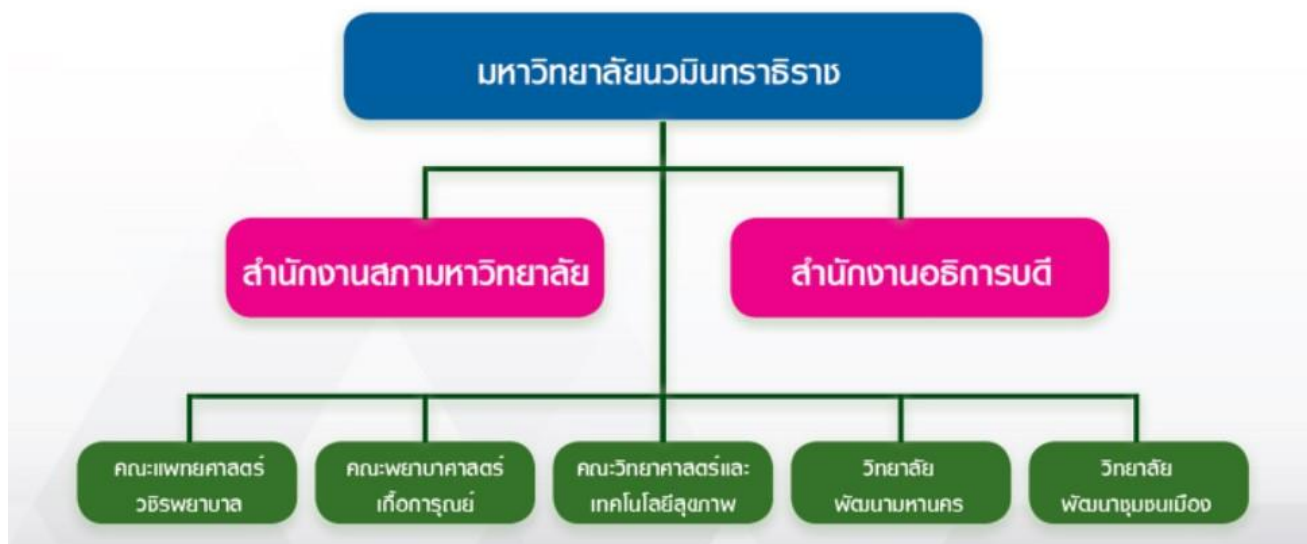 มหาวิทยาลัยนวมินทราธิราช
สำนักงานสภามหาวิทยาลัย
สำนักงานอธิการบดี
คณะแพทยศาสตร์
วชิรพยาบาล
คณะพยาบาศาสตร์
เกื้อการุณย์
คณะวิทยาศาสตร์และ
เทคโนโลยีสุขภาพ
วิทยาลัย
พัฒนามหานคร
วิทยาลัย
พัฒนาชุมชนเมือง